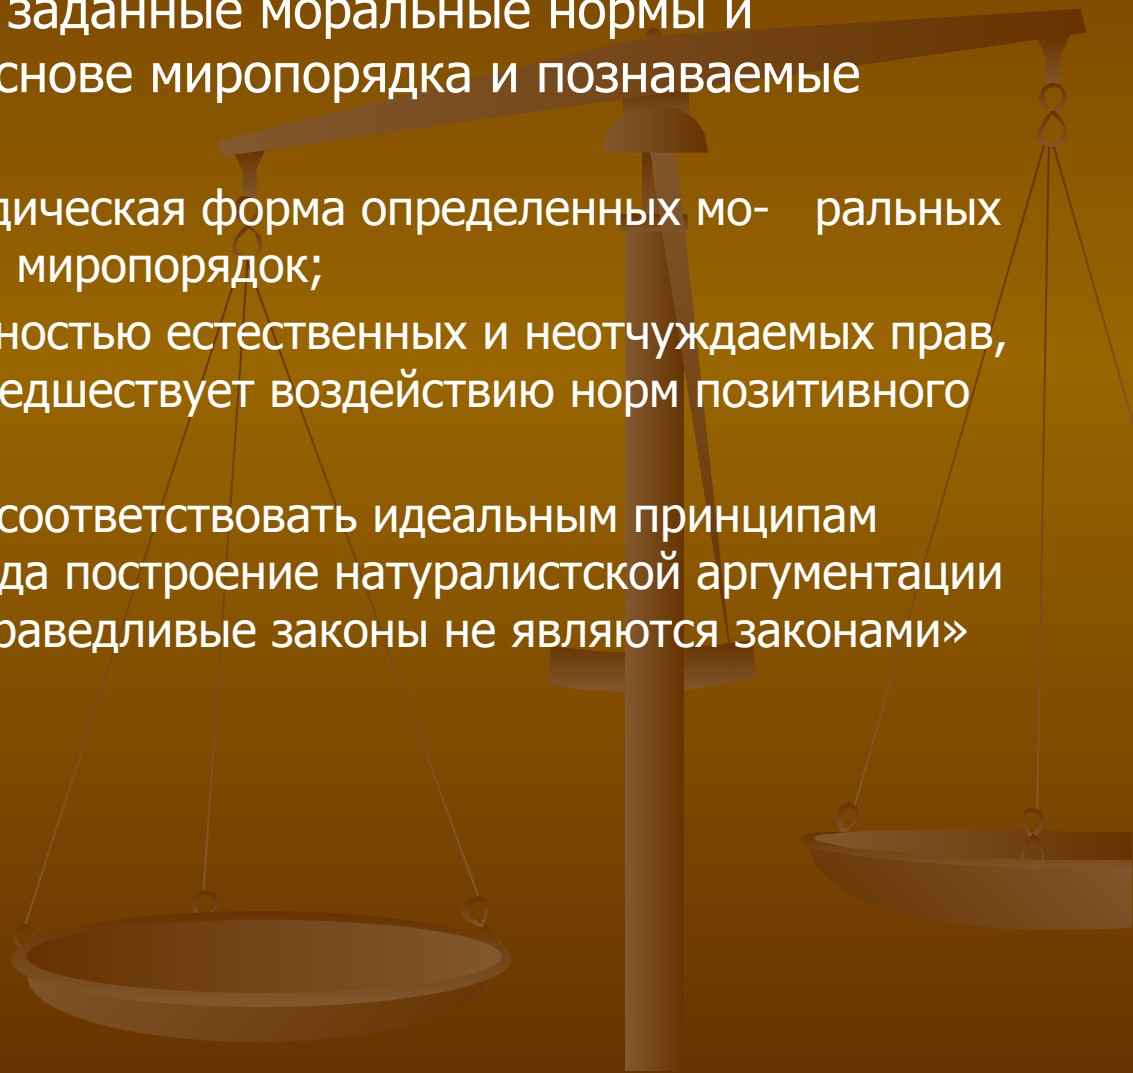 заданные моральные нормы и
снове миропорядка и познаваемые
дическая форма определенных мо- ральных
миропорядок;
ностью естественных и неотчуждаемых прав,
едшествует воздействию норм позитивного
соответствовать идеальным принципам
да построение натуралистской аргументации
раведливые законы не являются законами»